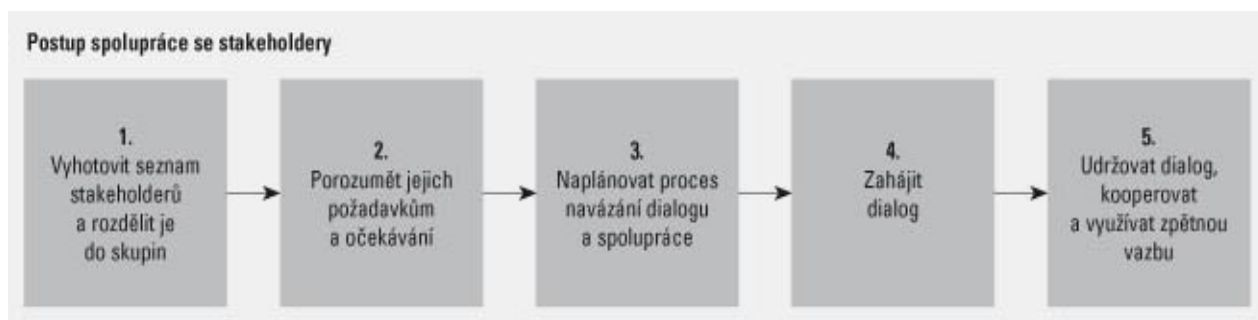 Postup spolupráce se stakeholdery
1.
Vyhotovit seznam
stakeholderů
a rozdělit je
do skupin
2.
Porozumět jejich
požadavkům
a očekávání
3.
Naplánovat proces
navázání dialogu
a spolupráce
4.
Zahájit
dialog
5.
Udržovat dialog,
kooperovat
a využívat zpětnou
vazbu